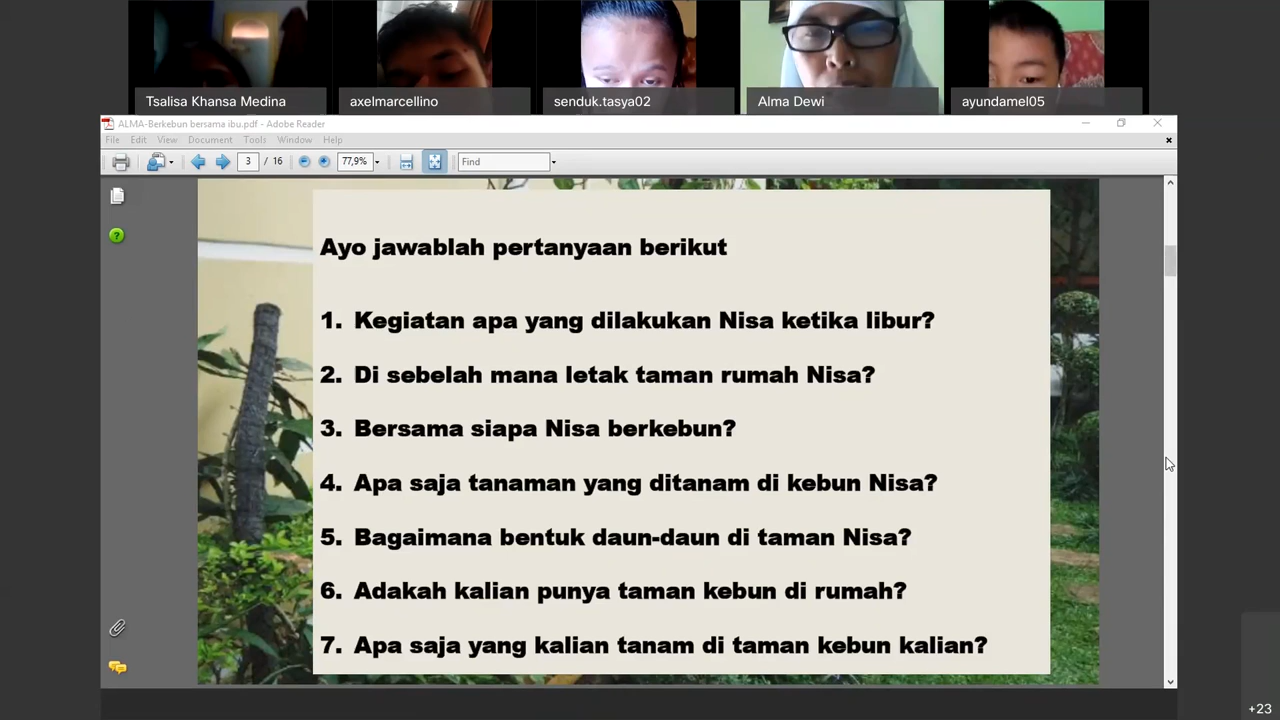 Tsalisa Khansa Medina
axelmarcellino
senduk.tasya02
Alma Dewi
ayundamel05
ALMA-Berkebun bersama ibu.pdf - Adobe Reader
File Edit View Document Tools Window Help
3 / 16 77,9% Find
Ayo jawablah pertanyaan berikut
1. Kegiatan apa yang dilakukan Nisa ketika libur?
2. Di sebelah mana letak taman rumah Nisa?
3. Bersama siapa Nisa berkebun?
4. Apa saja tanaman yang ditanam di kebun Nisa?
5. Bagaimana bentuk daun-daun di taman Nisa?
6. Adakah kalian punya taman kebun di rumah?
7. Apa saja yang kalian tanam di taman kebun kalian?
+23